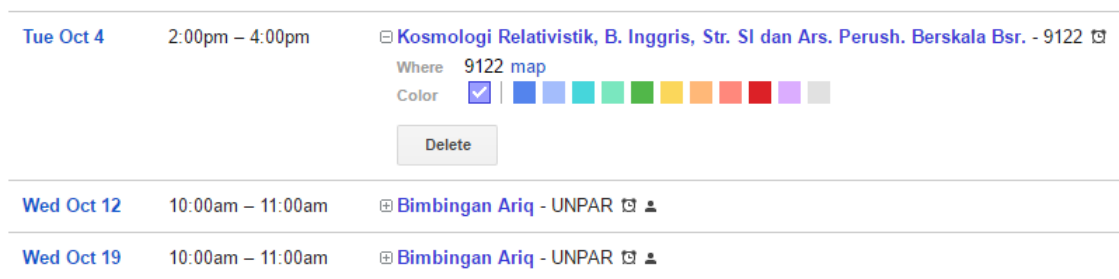 Tue Oct 4 2:00pm – 4:00pm Kosmologi Relativistik, B. Inggris, Str. SI dan Ars. Perush. Berskala Bsr. - 9122
Where 9122 map
Color
Delete
Wed Oct 12 10:00am – 11:00am Bimbingan Ariq - UNPAR
Wed Oct 19 10:00am – 11:00am Bimbingan Ariq - UNPAR